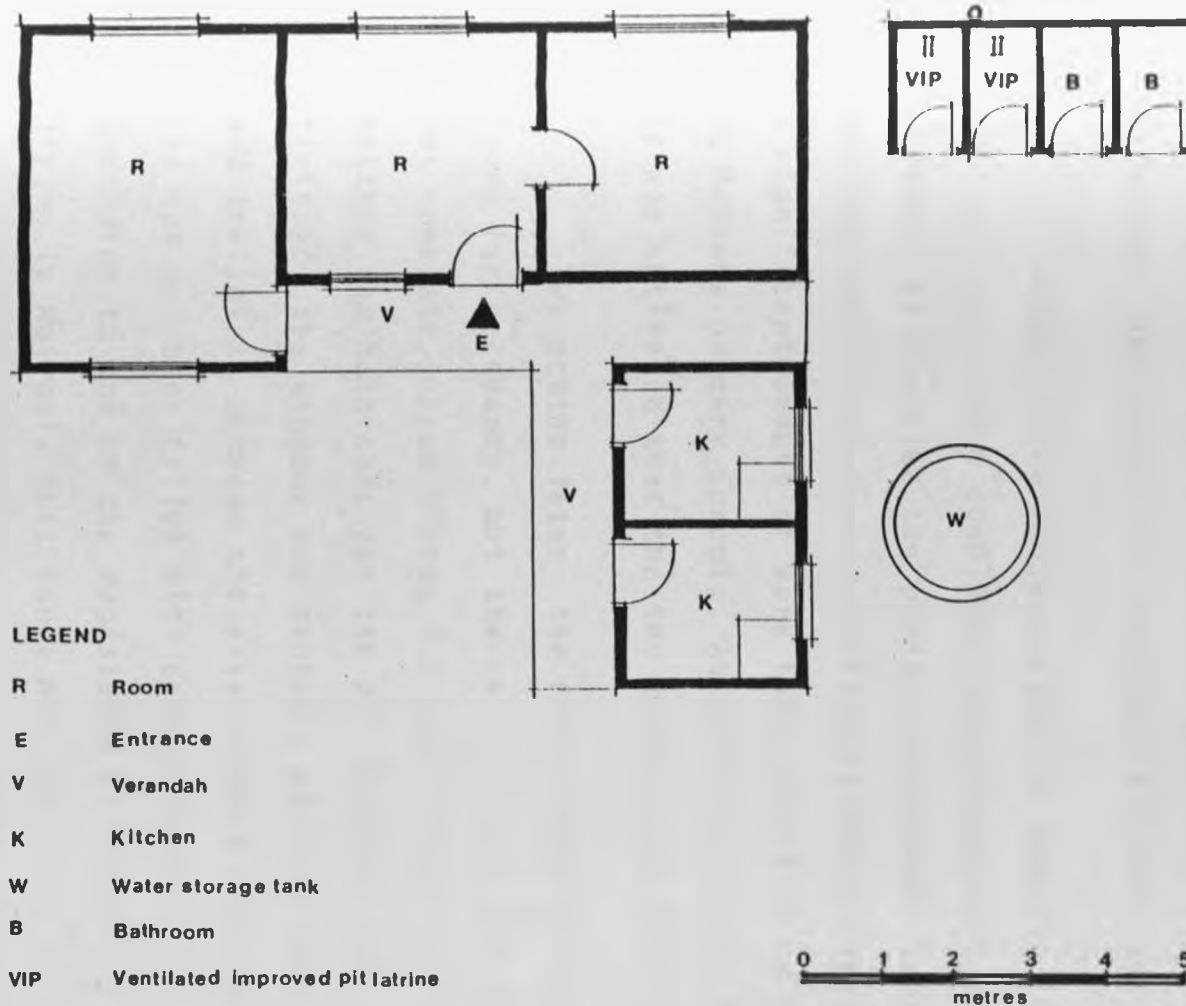 VIP VIP B B
R R R
V
E
K
V
W
K
LEGEND
R Room
E Entrance
V Verandah
K Kitchen
W Water storage tank
B Bathroom
VIP Ventilated improved pit latrine
0 1 2 3 4 5
metres